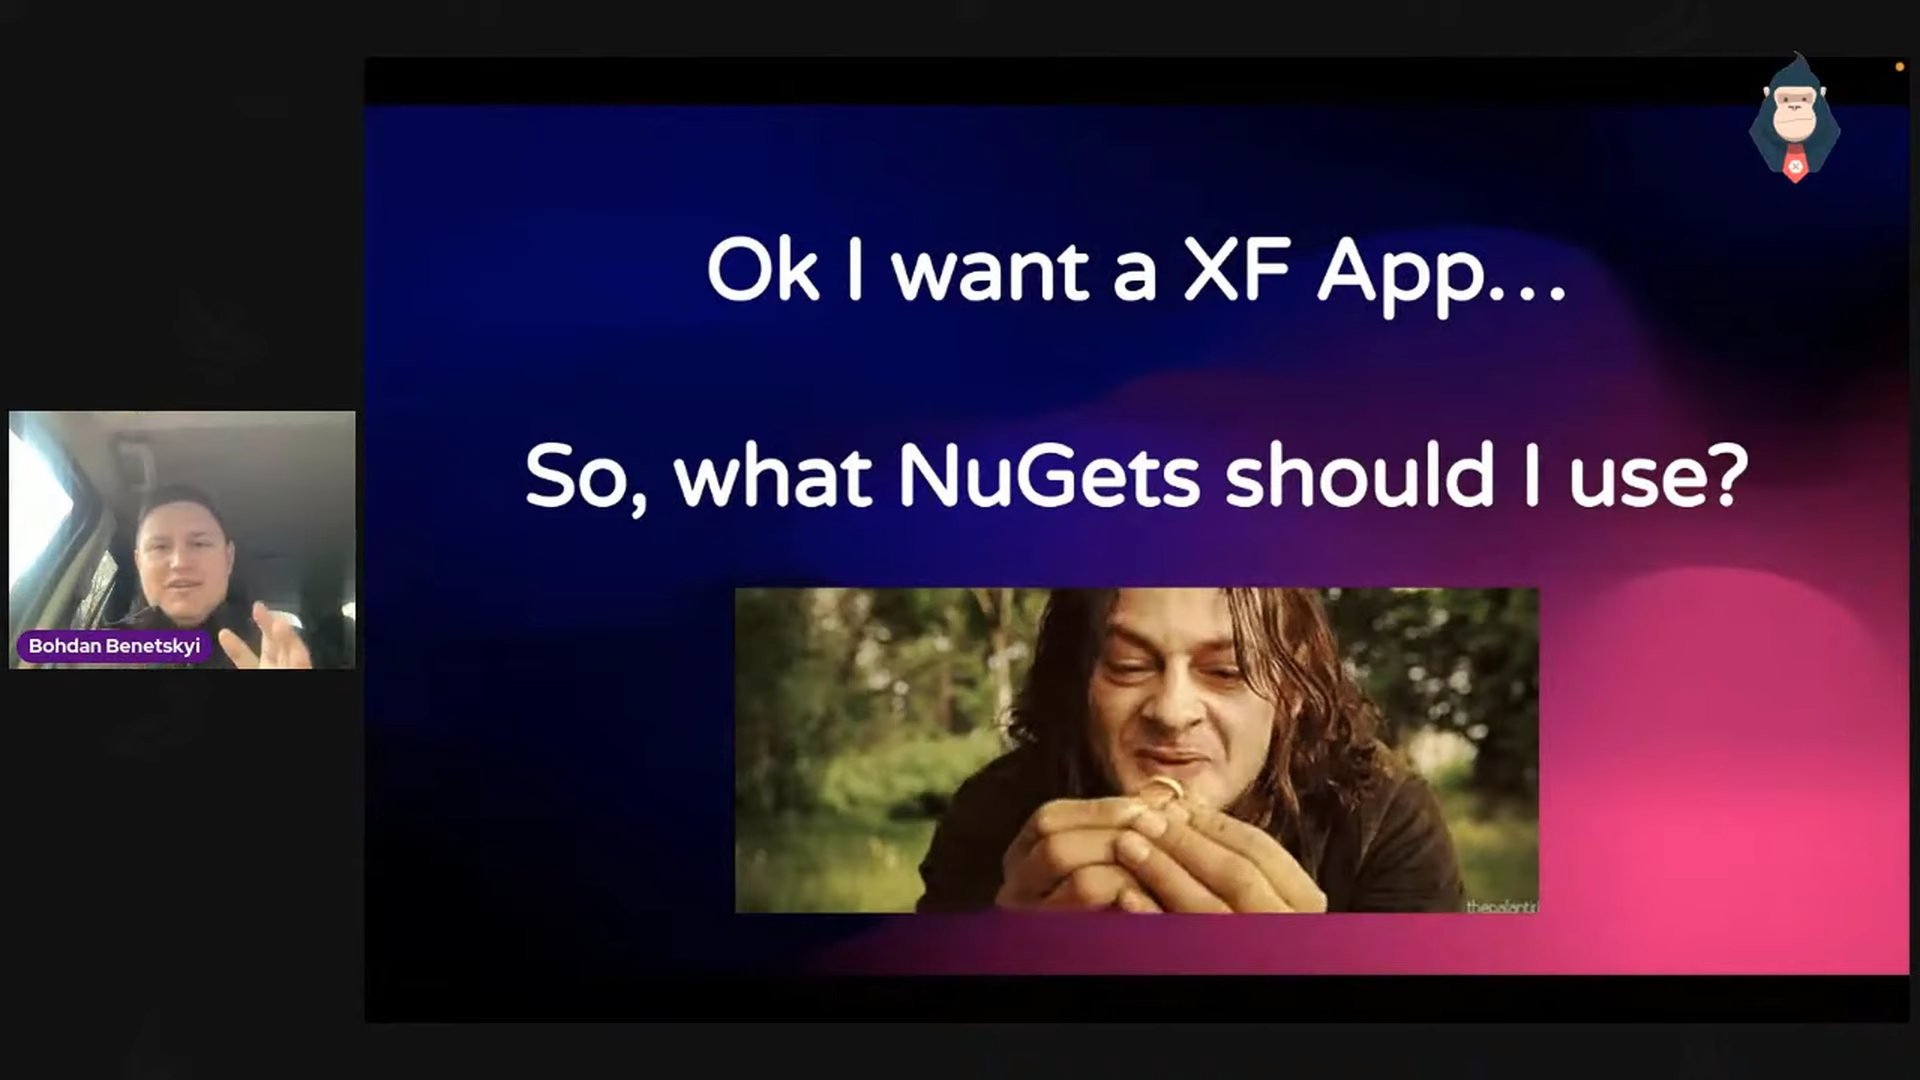 Ok I want a XF App...
So, what NuGets should I use?
Bohdan Benetskyi